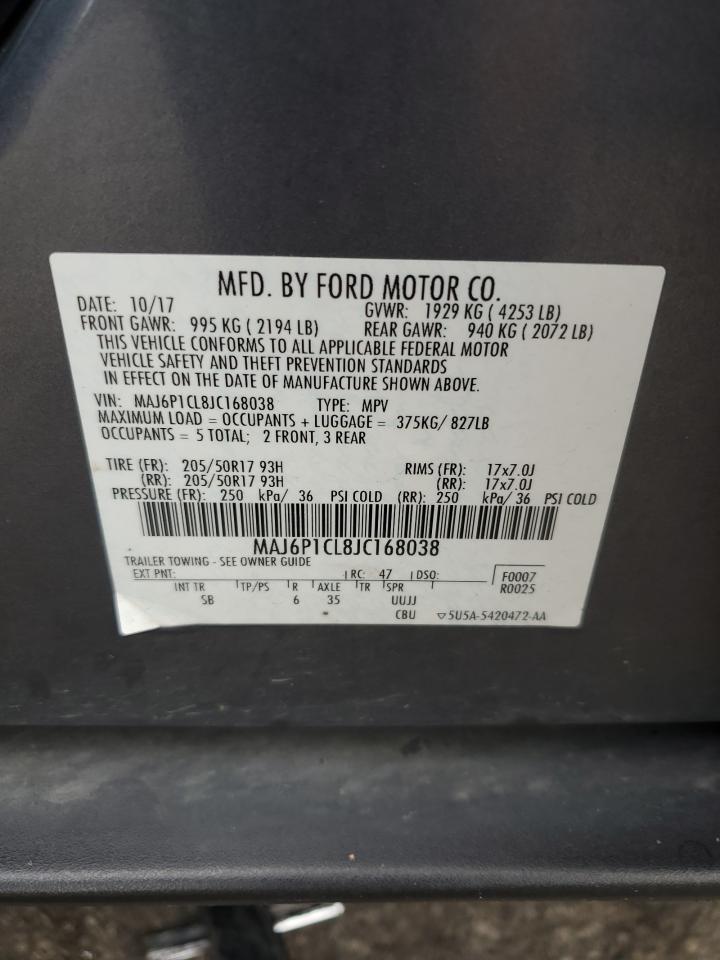 MFD. BY FORD MOTOR CO.
DATE: 10/17 GVWR: 1929 KG ( 4253 LB)
FRONT GAWR: 995 KG ( 2194 LB) REAR GAWR: 940 KG ( 2072 LB)
THIS VEHICLE CONFORMS TO ALL APPLICABLE FEDERAL MOTOR
VEHICLE SAFETY AND THEFT PREVENTION STANDARDS
IN EFFECT ON THE DATE OF MANUFACTURE SHOWN ABOVE.
VIN: MAJ6P1CL8JC168038 TYPE: MPV
MAXIMUM LOAD = OCCUPANTS + LUGGAGE = 375KG/ 827LB
OCCUPANTS = 5 TOTAL; 2 FRONT, 3 REAR
TIRE (FR): 205/50R17 93H RIMS (FR): 17x7.0J
(RR): 205/50R17 93H (RR): 17x7.0J
PRESSURE (FR): 250 kPa/ 36 PSI COLD (RR): 250 kPa/ 36 PSI COLD
MAJ6P1CL8JC168038
TRAILER TOWING - SEE OWNER GUIDE
EXT PNT: RC: 47 DSO: F0007
R0025
INT TR TP/PS R AXLE TR SPR
SB 6 35 UUJJ
CBU ▽5U5A-5420472-AA